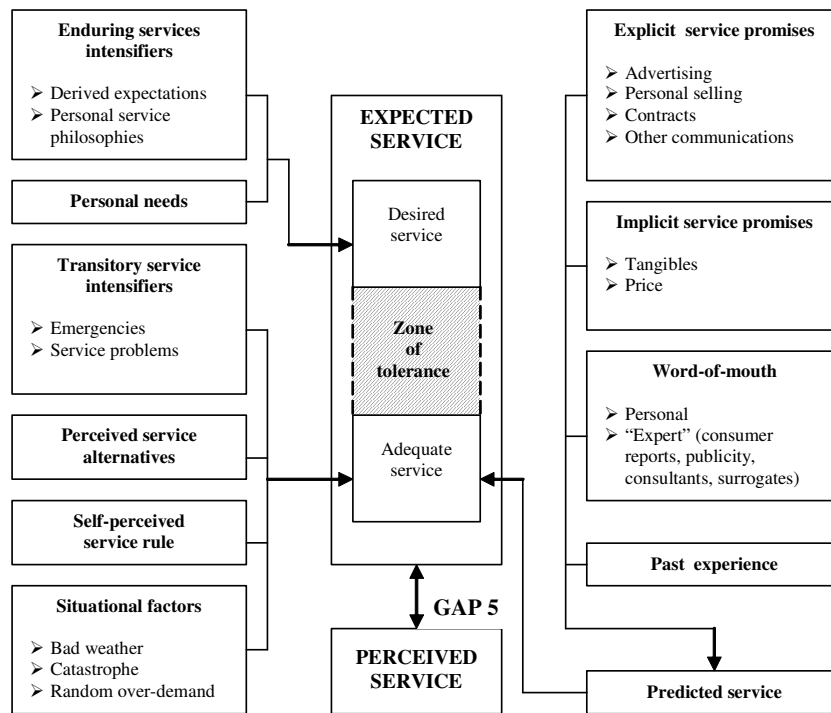 Enduring services
intensifiers
➢ Derived expectations
➢ Personal service
philosophies
Personal needs
Transitory service
intensifiers
➢ Emergencies
➢ Service problems
Perceived service
alternatives
Self-perceived
service rule
Situational factors
➢ Bad weather
➢ Catastrophe
➢ Random over-demand
EXPECTED
SERVICE
Desired
service
Zone
of
tolerance
Adequate
service
GAP 5
PERCEIVED
SERVICE
Explicit service promises
➢ Advertising
➢ Personal selling
➢ Contracts
➢ Other communications
Implicit service promises
➢ Tangibles
➢ Price
Word-of-mouth
➢ Personal
➢ “Expert” (consumer
reports, publicity,
consultants, surrogates)
Past experience
Predicted service